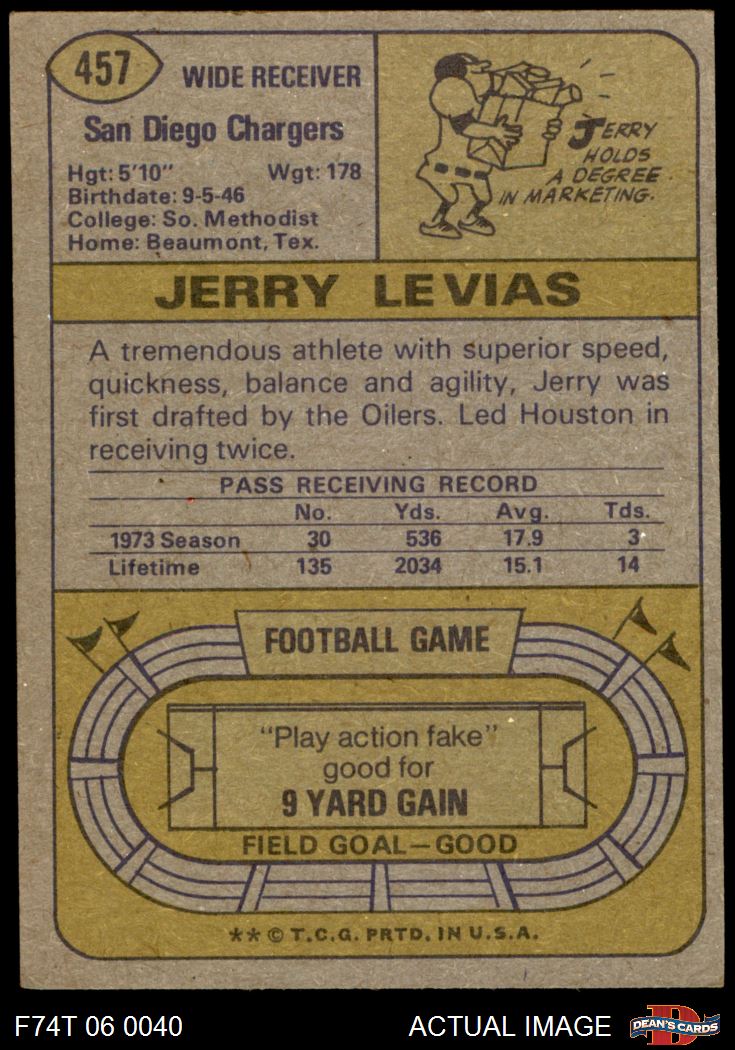 457
WIDE RECEIVER
San Diego Chargers
Hgt: 5'10" Wgt: 178
Birthdate: 9-5-46
College: So. Methodist
Home: Beaumont, Tex.
JERRY
HOLDS
A DEGREE
IN MARKETING.
JERRY LEVIAS
A tremendous athlete with superior speed,
quickness, balance and agility, Jerry was
first drafted by the Oilers. Led Houston in
receiving twice.
PASS RECEIVING RECORD
No. Yds. Avg. Tds.
1973 Season 30 536 17.9 3
Lifetime 135 2034 15.1 14
FOOTBALL GAME
"Play action fake"
good for
9 YARD GAIN
FIELD GOAL—GOOD
** © T.C.G. PRTD. IN U.S.A.
F74T 06 0040 ACTUAL IMAGE D DEAN'S CARDS